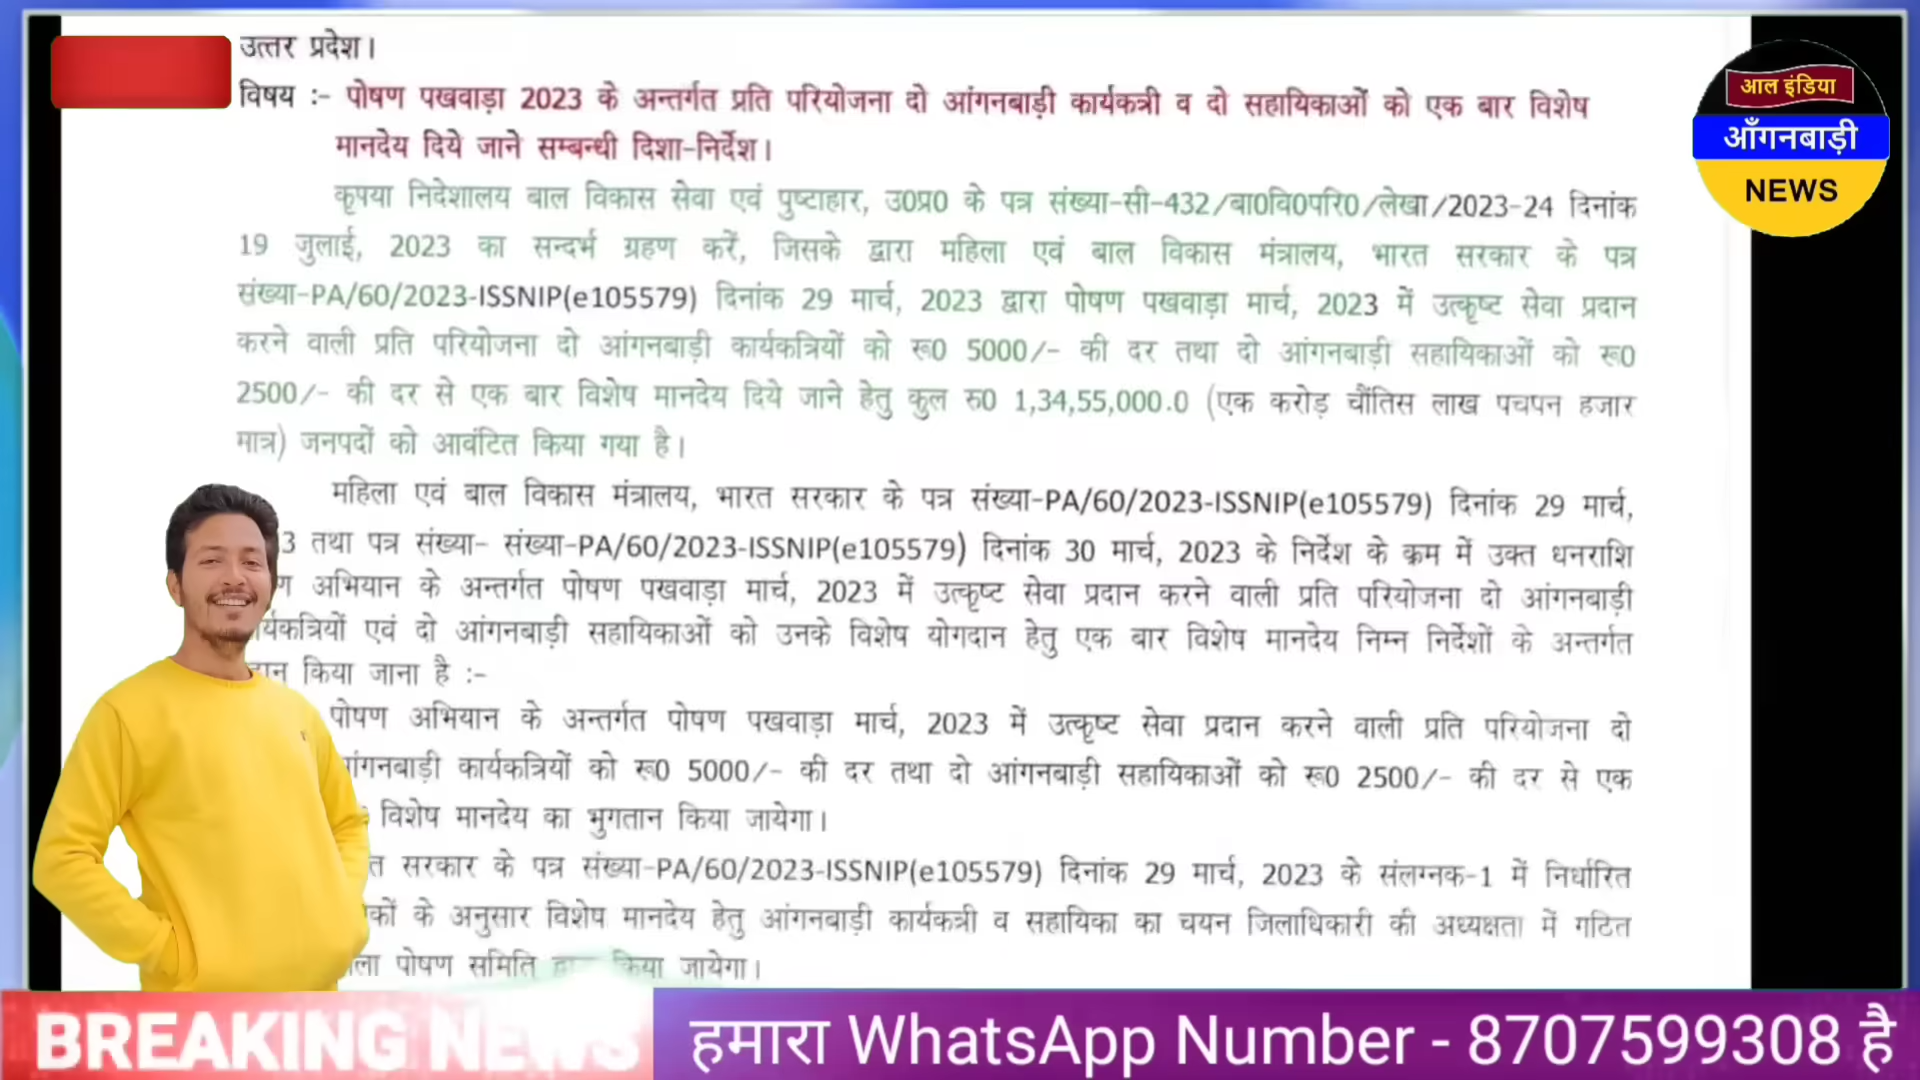 उत्तर प्रदेश।
विषय :- पोषण पखवाड़ा 2023 के अन्तर्गत प्रति परियोजना दो आंगनबाड़ी कार्यकत्री व दो सहायिकाओं को एक बार विशेष
मानदेय दिये जाने सम्बन्धी दिशा-निर्देश।
आल इंडिया
आँगनबाड़ी
NEWS
कृपया निदेशालय बाल विकास सेवा एवं पुष्टाहार, उ0प्र0 के पत्र संख्या-सी-432/बा0वि0परि0/लेखा/2023-24 दिनांक
19 जुलाई, 2023 का सन्दर्भ ग्रहण करें, जिसके द्वारा महिला एवं बाल विकास मंत्रालय, भारत सरकार के पत्र
संख्या-PA/60/2023-ISSNIP(e105579) दिनांक 29 मार्च, 2023 द्वारा पोषण पखवाड़ा मार्च, 2023 में उत्कृष्ट सेवा प्रदान
करने वाली प्रति परियोजना दो आंगनबाड़ी कार्यकत्रियों को रू0 5000/- की दर तथा दो आंगनबाड़ी सहायिकाओं को रू0
2500/- की दर से एक बार विशेष मानदेय दिये जाने हेतु कुल रु0 1,34,55,000.0 (एक करोड़ चौंतिस लाख पचपन हजार
मात्र) जनपदों को आवंटित किया गया है।
महिला एवं बाल विकास मंत्रालय, भारत सरकार के पत्र संख्या-PA/60/2023-ISSNIP(e105579) दिनांक 29 मार्च,
3 तथा पत्र संख्या- संख्या-PA/60/2023-ISSNIP(e105579) दिनांक 30 मार्च, 2023 के निर्देश के क्रम में उक्त धनराशि
ण अभियान के अन्तर्गत पोषण पखवाड़ा मार्च, 2023 में उत्कृष्ट सेवा प्रदान करने वाली प्रति परियोजना दो आंगनबाड़ी
र्यकत्रियों एवं दो आंगनबाड़ी सहायिकाओं को उनके विशेष योगदान हेतु एक बार विशेष मानदेय निम्न निर्देशों के अन्तर्गत
किया जाना है :-
पोषण अभियान के अन्तर्गत पोषण पखवाड़ा मार्च, 2023 में उत्कृष्ट सेवा प्रदान करने वाली प्रति परियोजना दो
ांगनबाड़ी कार्यकत्रियों को रू0 5000/- की दर तथा दो आंगनबाड़ी सहायिकाओं को रू0 2500/- की दर से एक
विशेष मानदेय का भुगतान किया जायेगा।
त सरकार के पत्र संख्या-PA/60/2023-ISSNIP(e105579) दिनांक 29 मार्च, 2023 के संलग्नक-1 में निर्धारित
कों के अनुसार विशेष मानदेय हेतु आंगनबाड़ी कार्यकत्री व सहायिका का चयन जिलाधिकारी की अध्यक्षता में गठित
ला पोषण समिति किया जायेगा।
BREAKING NEWS
हमारा WhatsApp Number - 8707599308 है